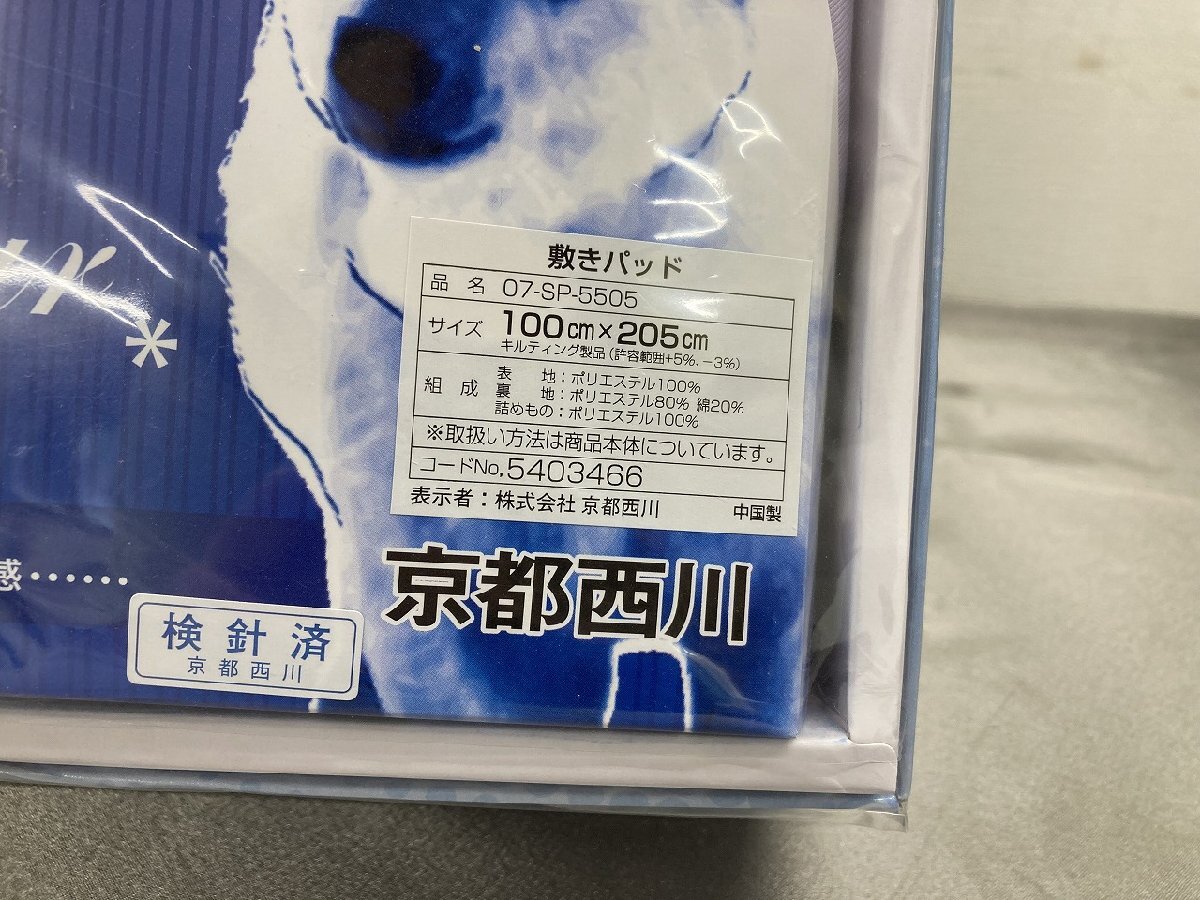 敷きパッド
品名 07-SP-5505
サイズ 100cm×205cm
キルティング製品(許容範囲+5%、-3%)
組成 表地:ポリエステル100%
裏地:ポリエステル80% 綿20%
詰めもの:ポリエステル100%
※取扱い方法は商品本体についています。
コードNo.5403466
表示者:株式会社 京都西川 中国製
感……
京都西川
検針済
京都西川